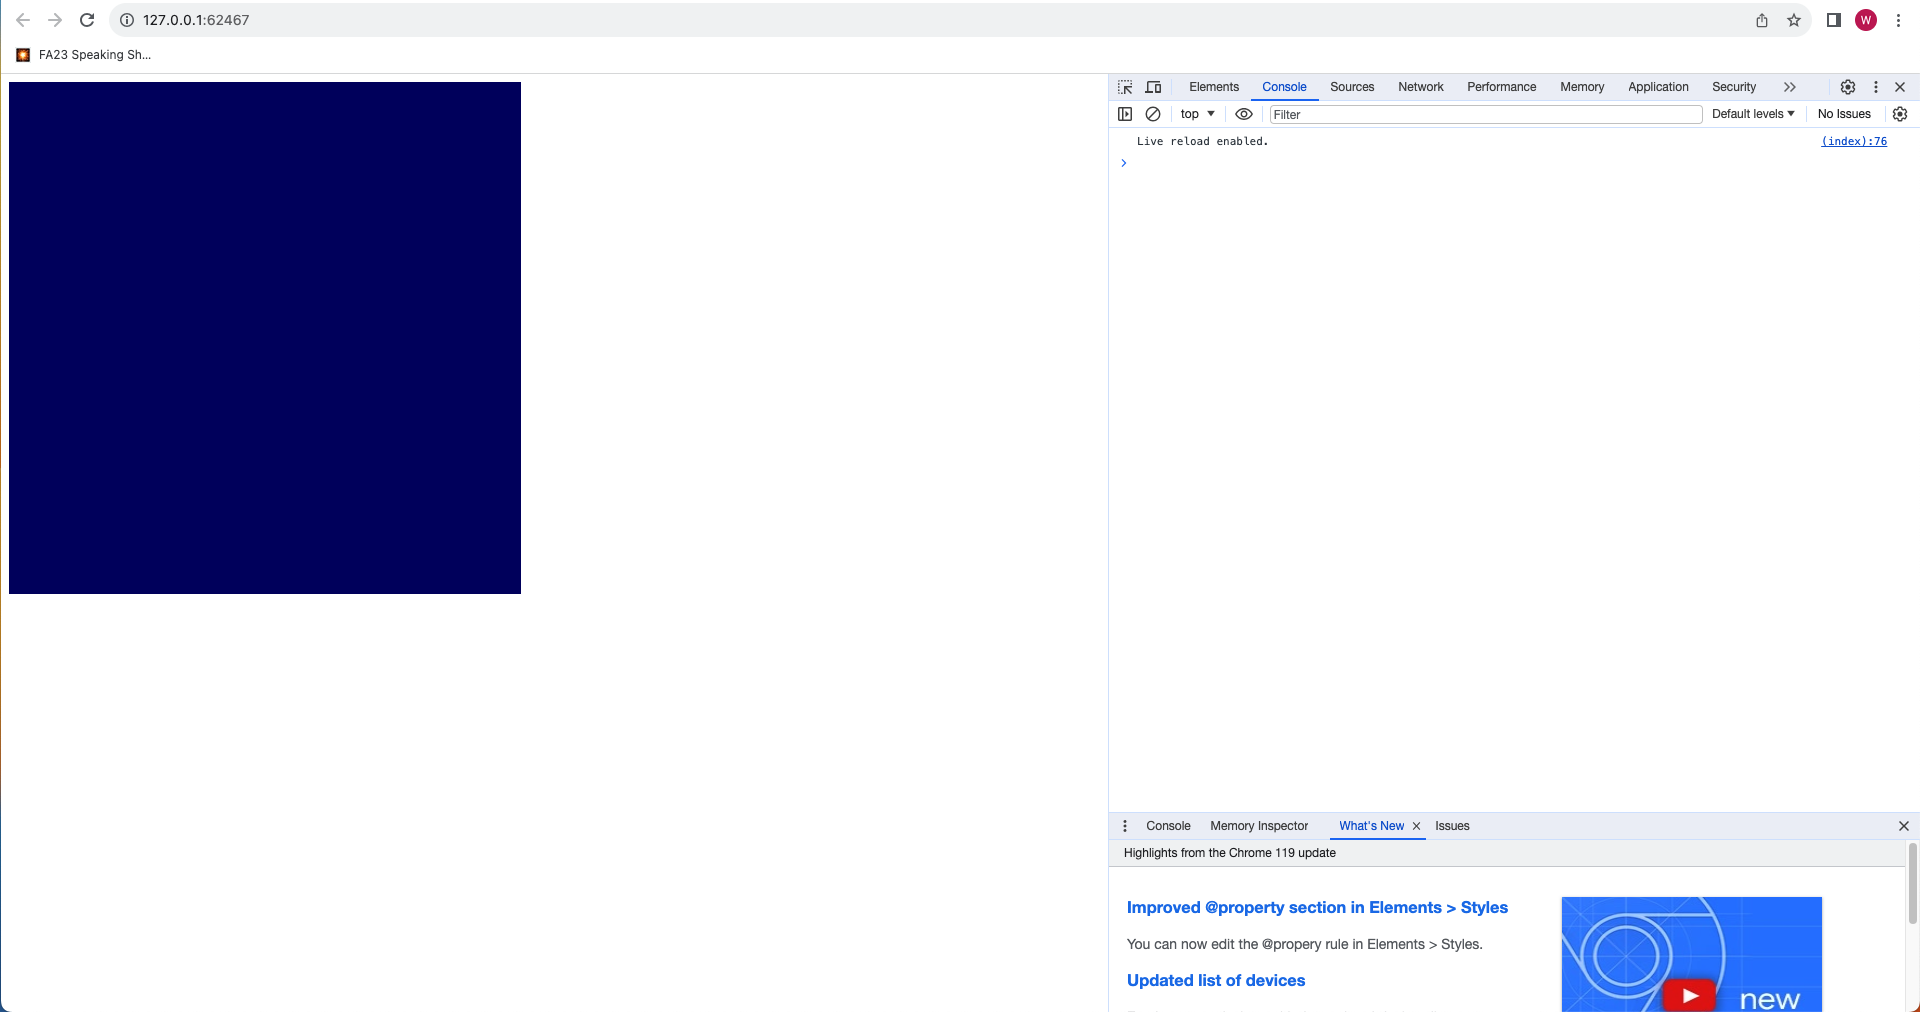 127.0.0.1:62467
W
FA23 Speaking Sh...
Elements Console Sources Network Performance Memory Application Security
top Filter Default levels No Issues
Live reload enabled. (index):76
Console Memory Inspector What's New Issues
Highlights from the Chrome 119 update
Improved @property section in Elements > Styles
You can now edit the @propery rule in Elements > Styles.
Updated list of devices
new